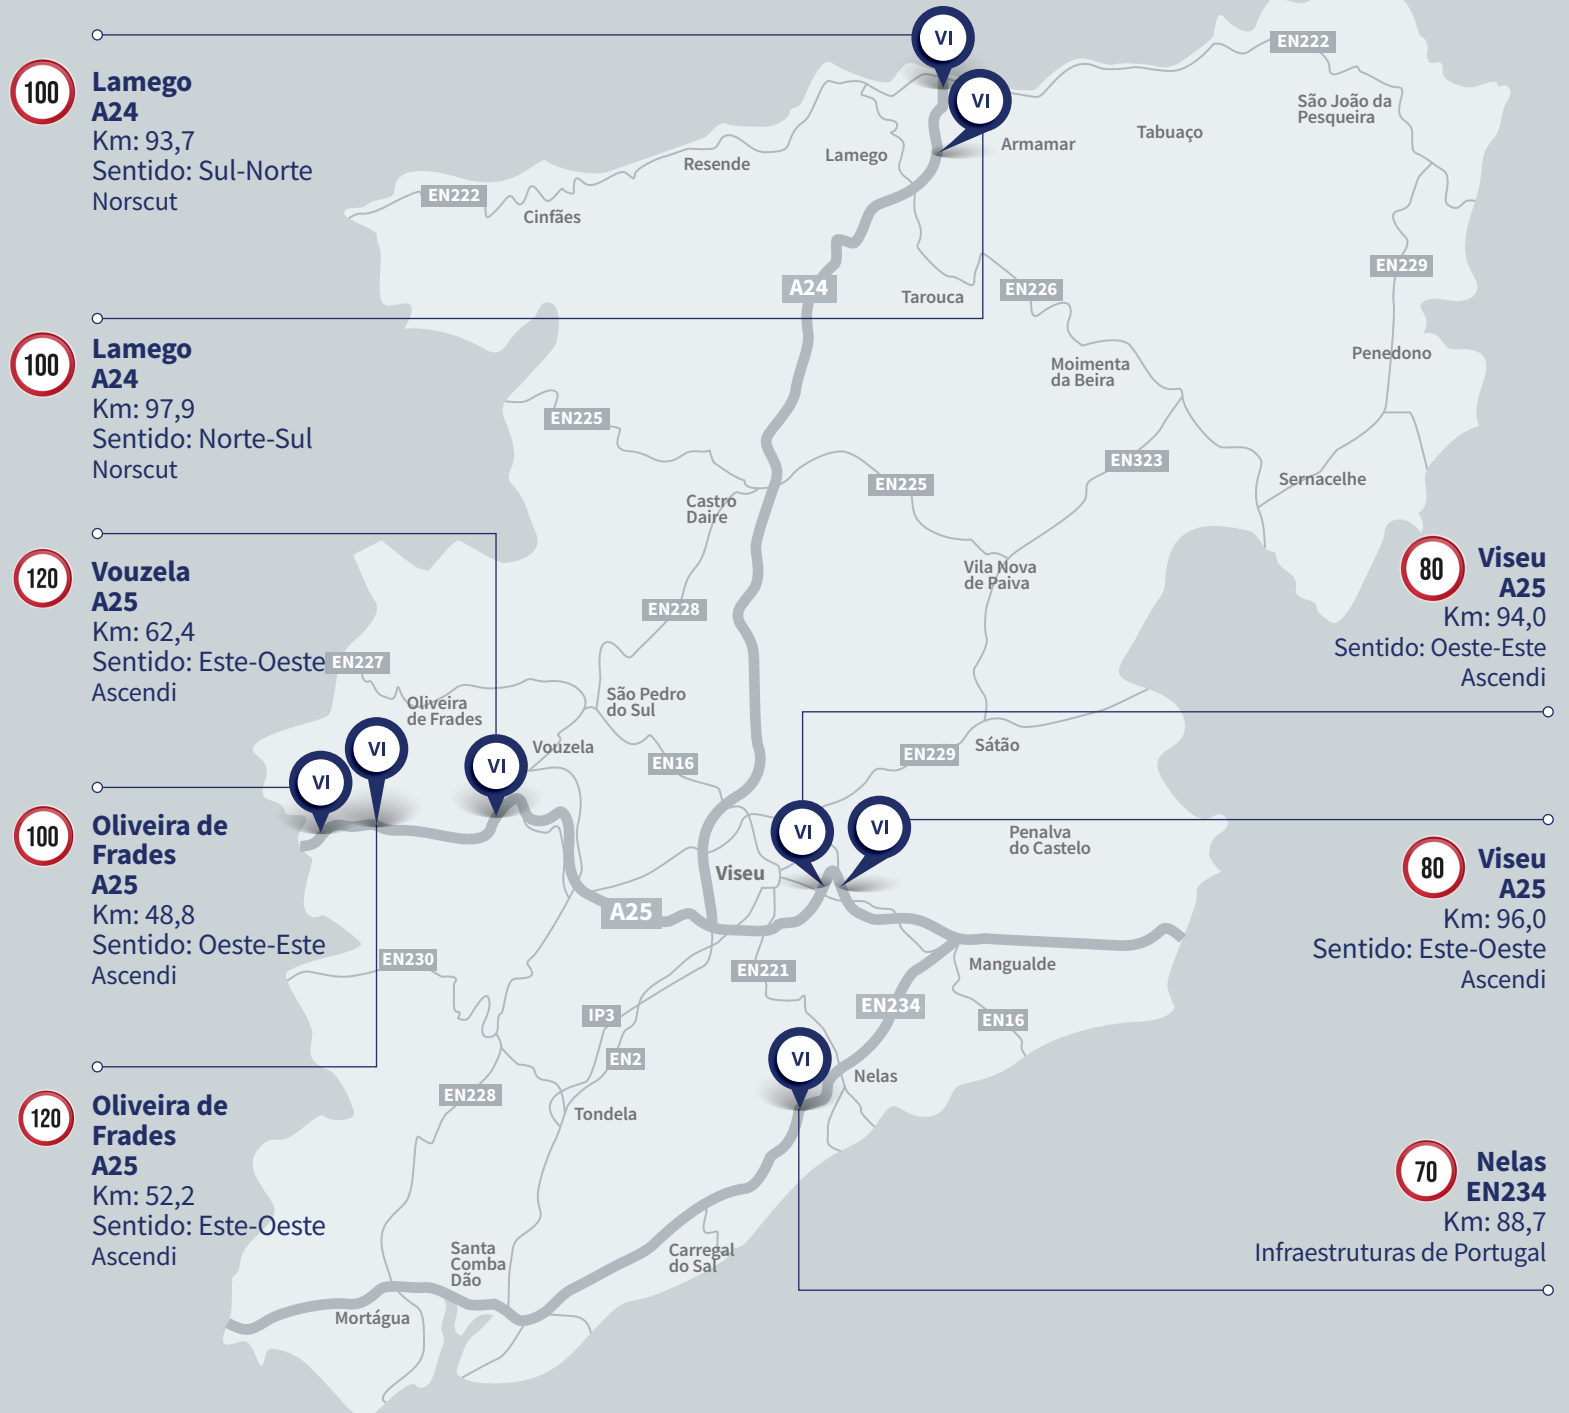 100
Lamego
A24
Km: 93,7
Sentido: Sul-Norte
Norscut
100
Lamego
A24
Km: 97,9
Sentido: Norte-Sul
Norscut
120
Vouzela
A25
Km: 62,4
Sentido: Este-Oeste
Ascendi
100
Oliveira de
Frades
A25
Km: 48,8
Sentido: Oeste-Este
Ascendi
120
Oliveira de
Frades
A25
Km: 52,2
Sentido: Este-Oeste
Ascendi
80
Viseu
A25
Km: 94,0
Sentido: Oeste-Este
Ascendi
80
Viseu
A25
Km: 96,0
Sentido: Este-Oeste
Ascendi
70
Nelas
EN234
Km: 88,7
Infraestruturas de Portugal
VI
VI
EN222
São João da
Pesqueira
Tabuaço
Armamar
Lamego
Resende
EN222
Cinfães
EN229
A24
Tarouca
EN226
Penedono
Moimenta
da Beira
EN225
EN323
Sernacelhe
EN225
Castro
Daire
Vila Nova
de Paiva
EN228
EN227
Oliveira
de Frades
São Pedro
do Sul
VI
VI
VI
Vouzela
EN16
EN229
Sátão
VI
VI
Penalva
do Castelo
Viseu
A25
EN230
EN221
Mangualde
EN234
IP3
EN16
EN2
VI
Nelas
EN228
Tondela
Santa
Comba
Dão
Carregal
do Sal
Mortágua